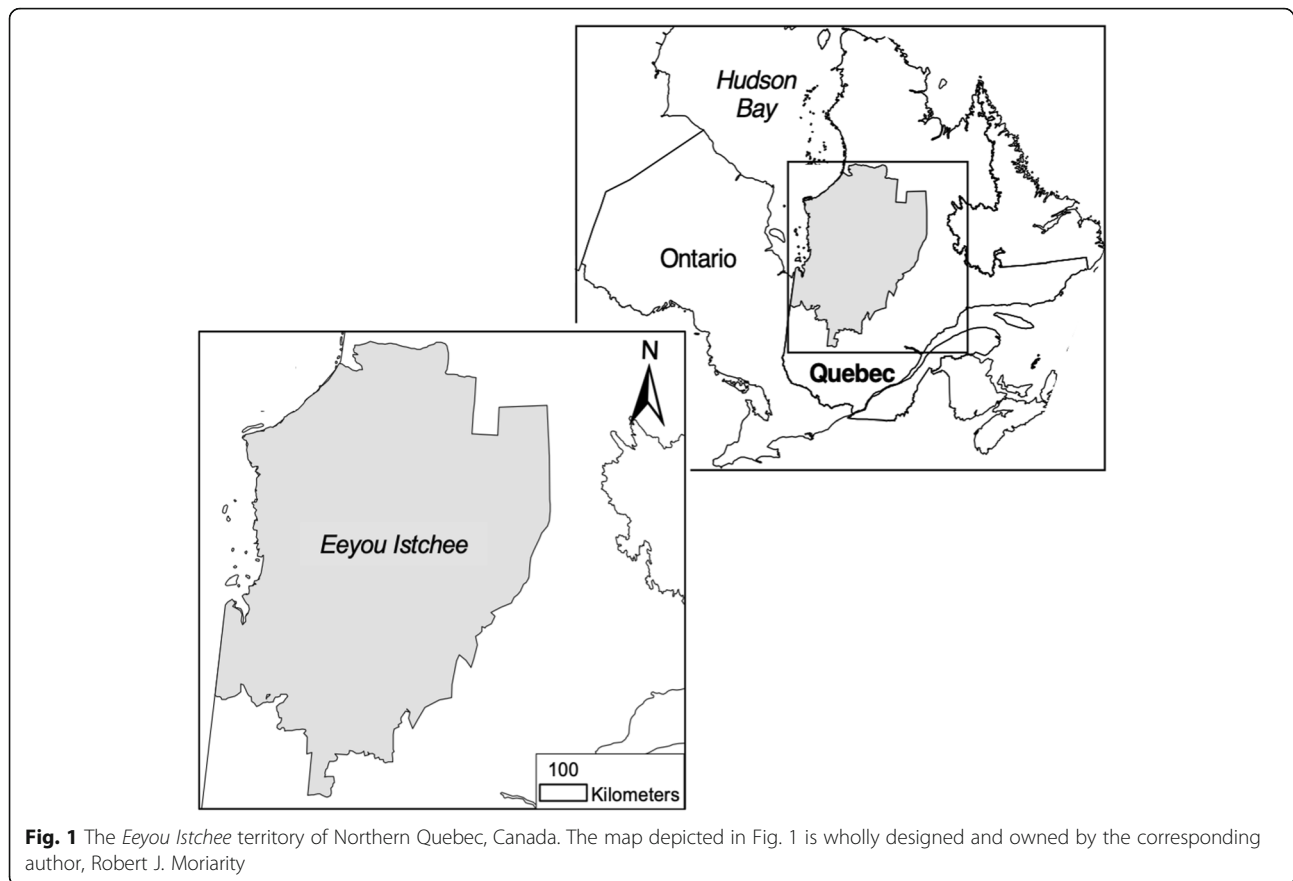 Hudson
Bay
Ontario
Quebec
N
Eeyou Istchee
100
Kilometers
Fig. 1 The Eeyou Istchee territory of Northern Quebec, Canada. The map depicted in Fig. 1 is wholly designed and owned by the corresponding
author, Robert J. Moriarity